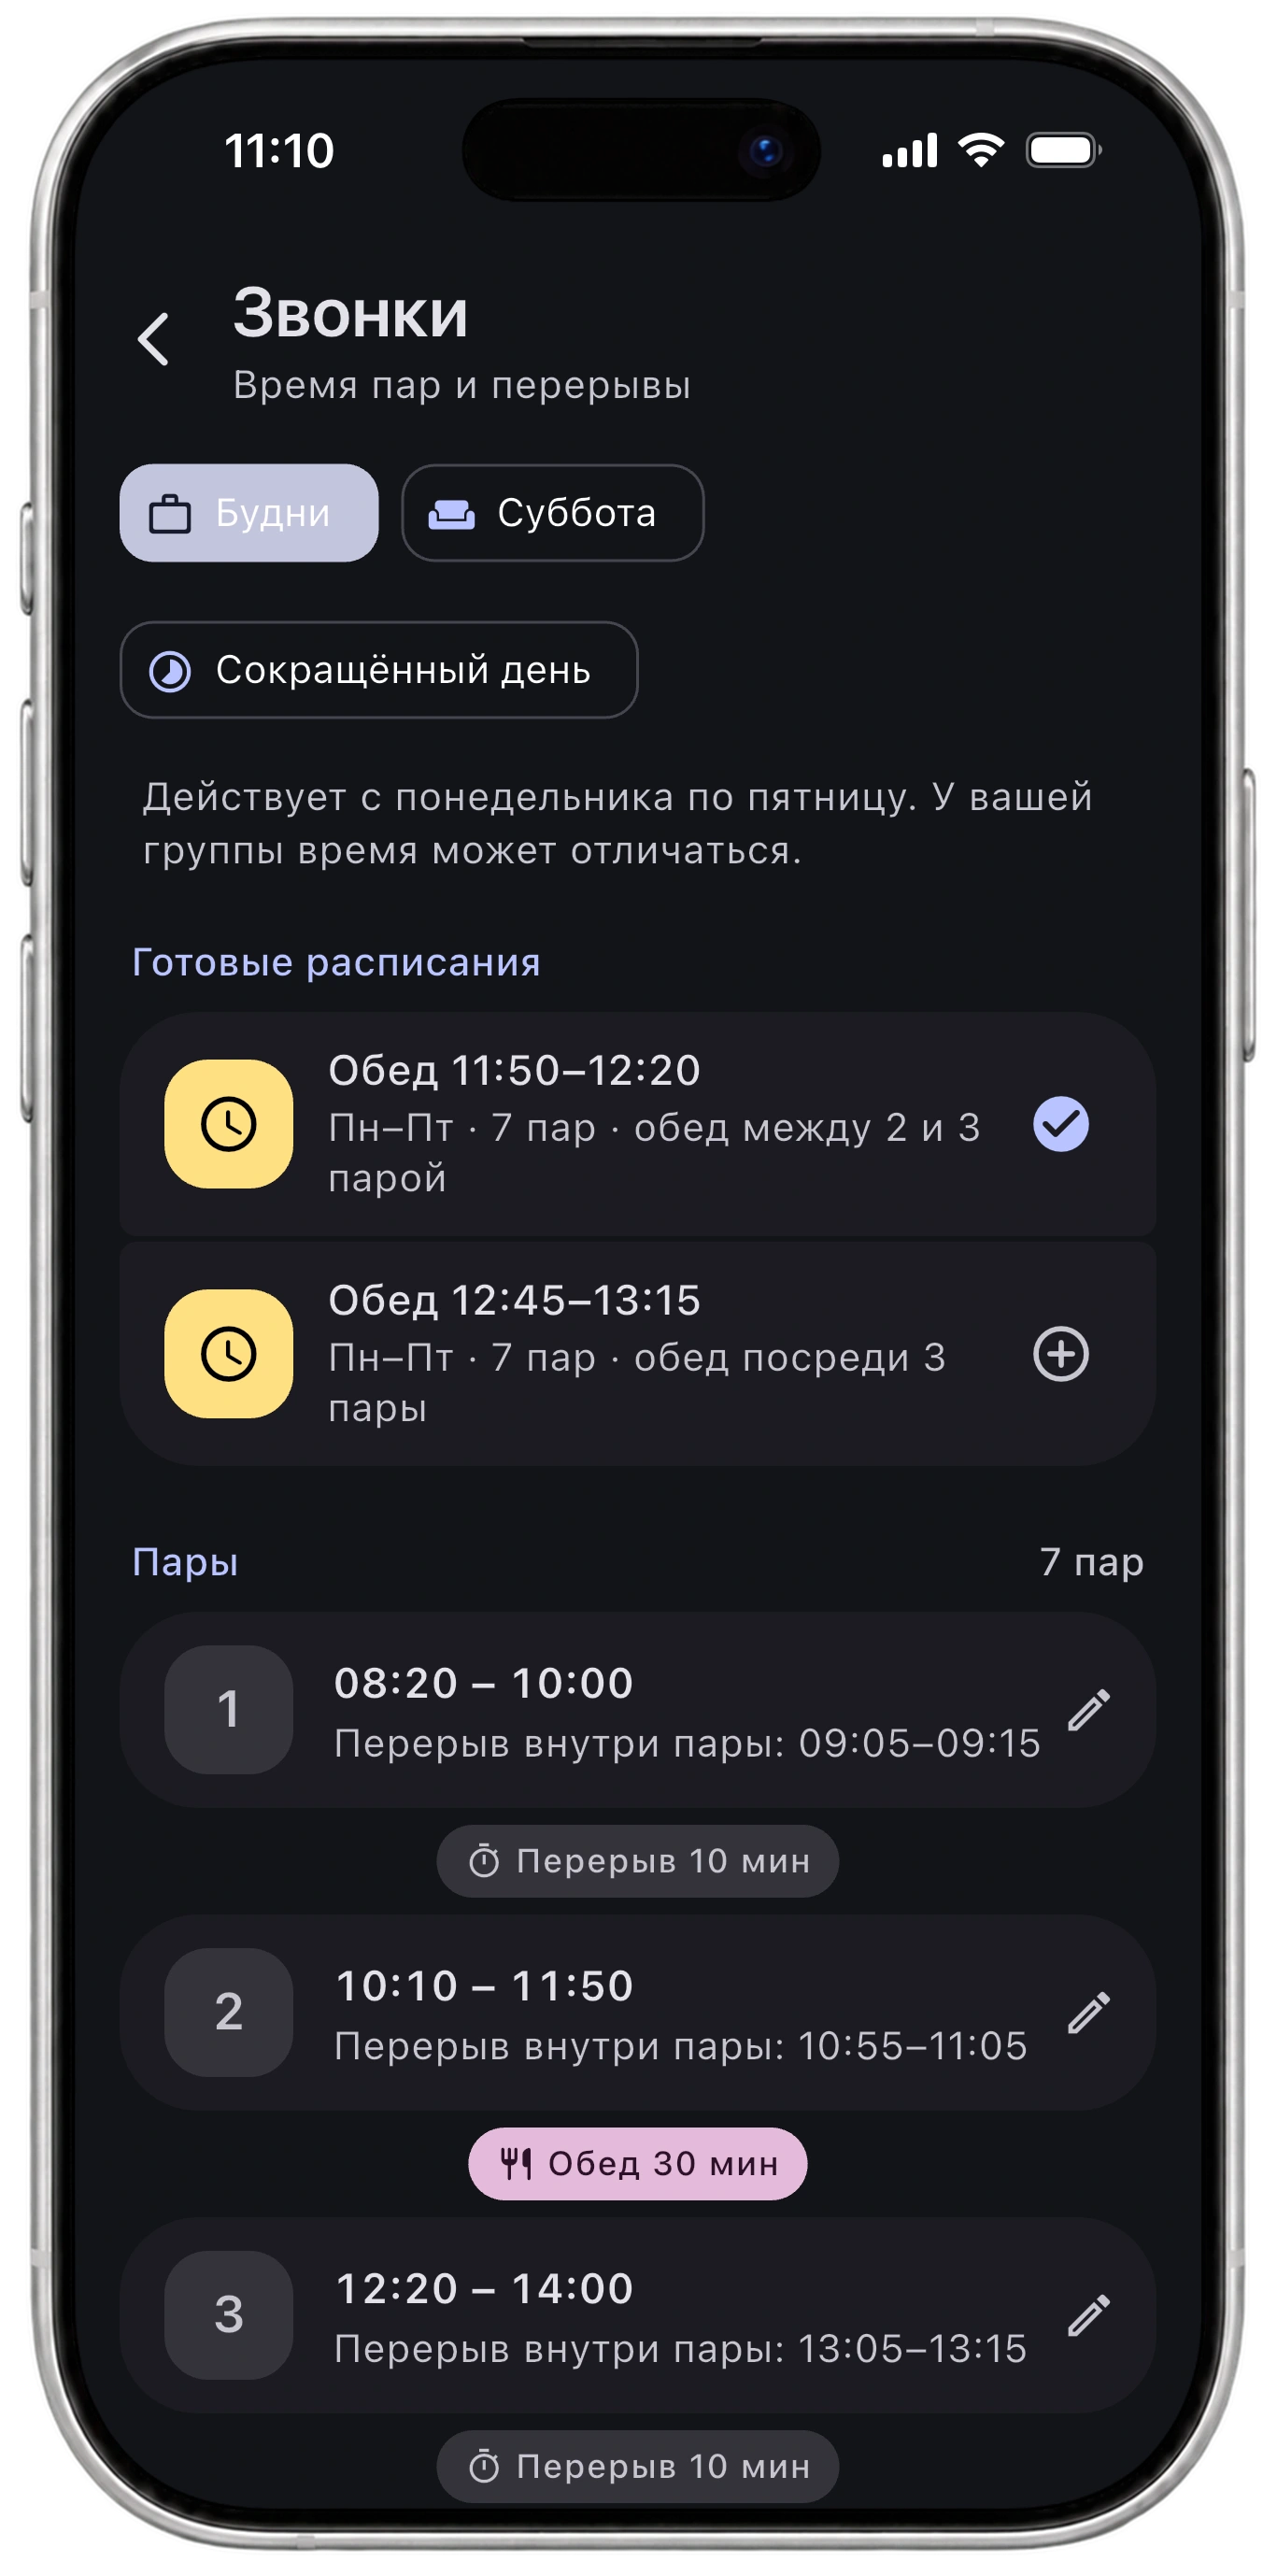 11:10
Звонки
Время пар и перерывы
Будни
Суббота
Сокращённый день
Действует с понедельника по пятницу. У вашей
группы время может отличаться.
Готовые расписания
Обед 11:50–12:20
Пн–Пт · 7 пар · обед между 2 и 3
парой
Обед 12:45–13:15
Пн–Пт · 7 пар · обед посреди 3
пары
Пары
7 пар
1
08:20 – 10:00
Перерыв внутри пары: 09:05–09:15
Перерыв 10 мин
2
10:10 – 11:50
Перерыв внутри пары: 10:55–11:05
Обед 30 мин
3
12:20 – 14:00
Перерыв внутри пары: 13:05–13:15
Перерыв 10 мин